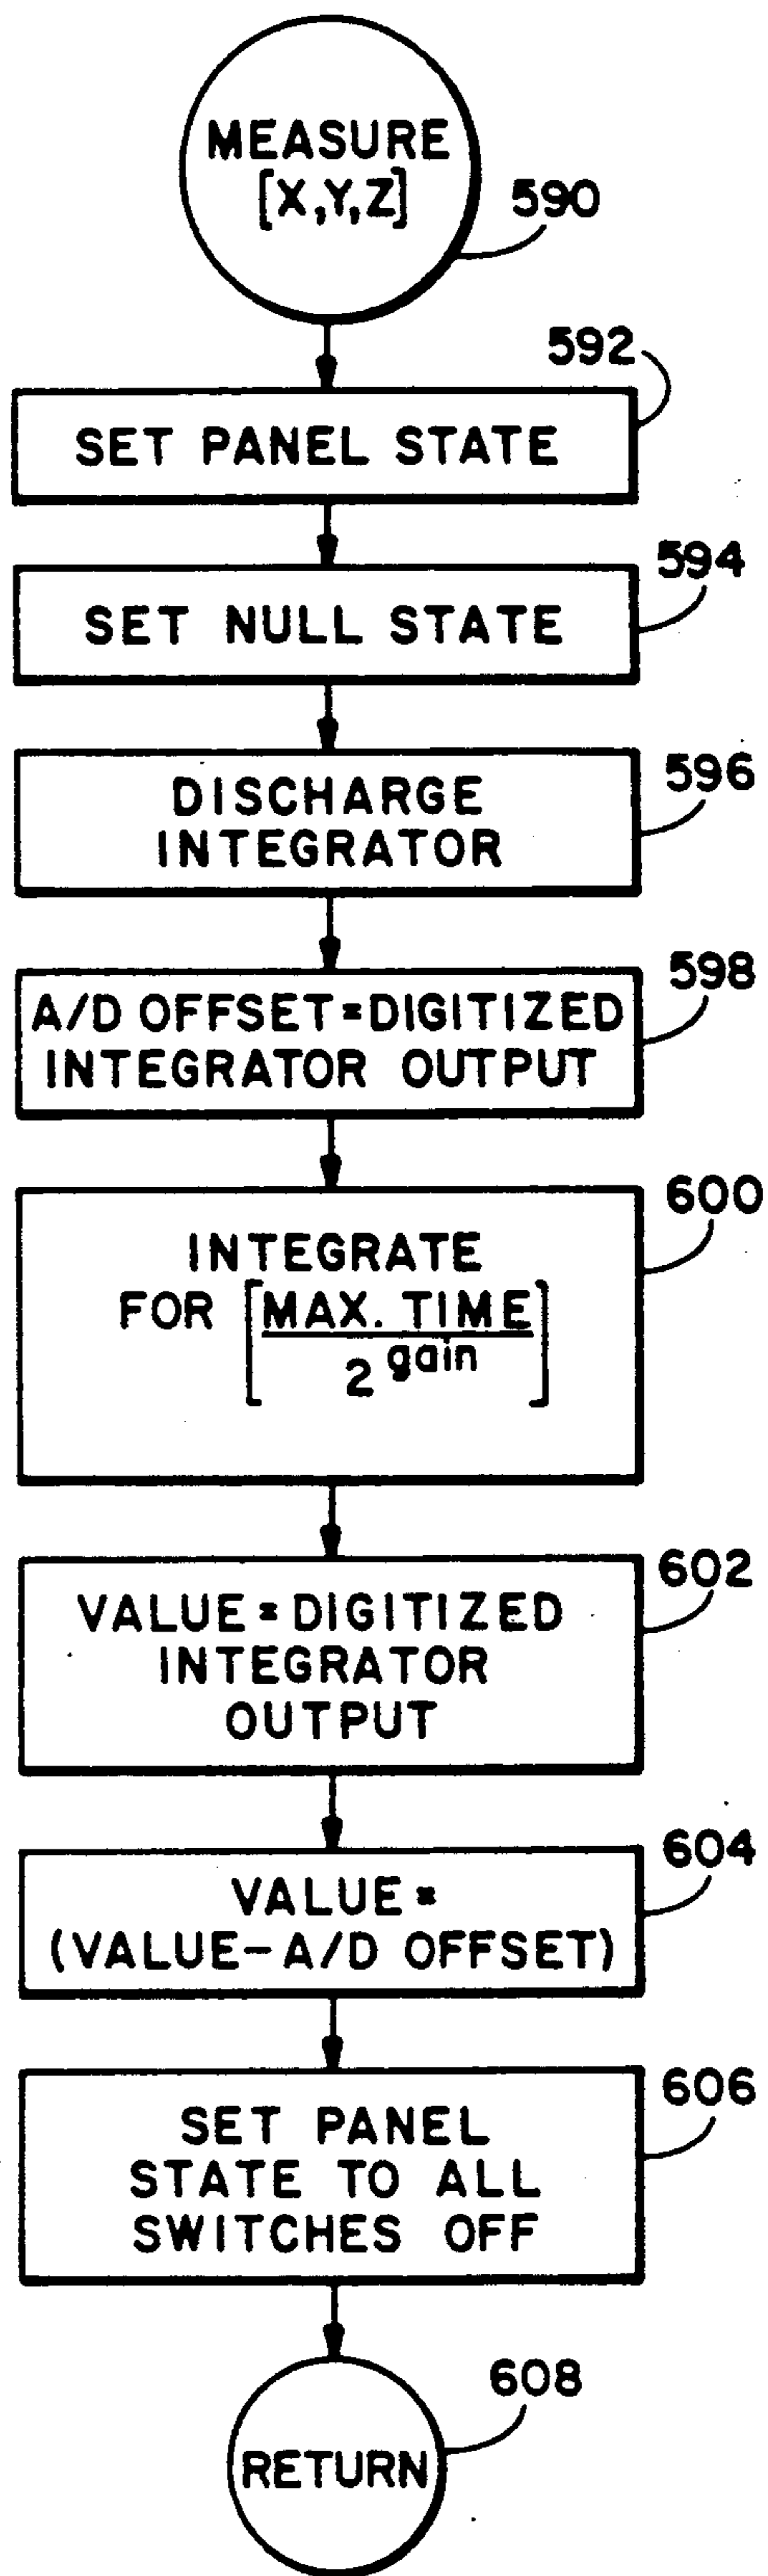 MEASURE
[X,Y,Z]
590
592
SET PANEL STATE
594
SET NULL STATE
596
DISCHARGE
INTEGRATOR
598
A/D OFFSET=DIGITIZED
INTEGRATOR OUTPUT
600
INTEGRATE
FOR [MAX. TIME
2 gain]
602
VALUE=DIGITIZED
INTEGRATOR
OUTPUT
604
VALUE=
(VALUE-A/D OFFSET)
606
SET PANEL
STATE TO ALL
SWITCHES OFF
608
RETURN